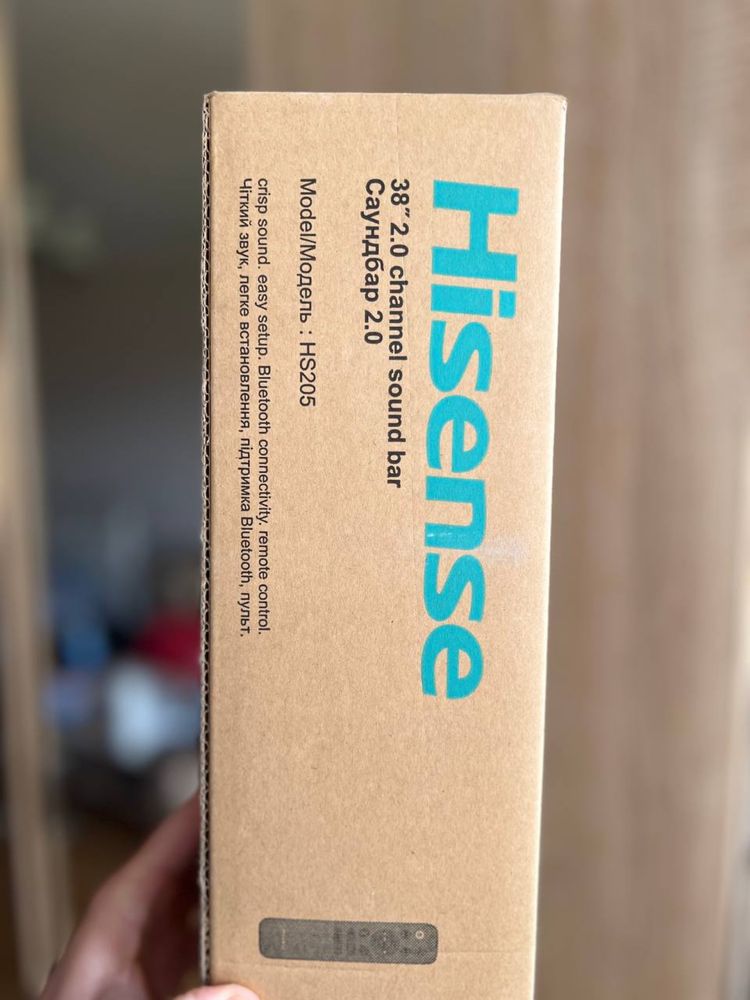 Hisense
38″ 2.0 channel sound bar
Саундбар 2.0
Model/Модель : HS205
crisp sound. easy setup. Bluetooth connectivity. remote control.
Чіткий звук, легке встановлення, підтримка Bluetooth, пульт.